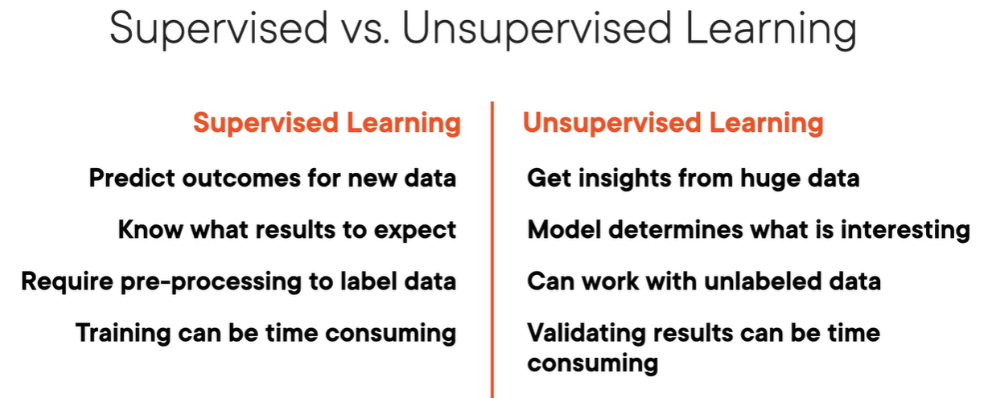 Supervised vs. Unsupervised Learning
Supervised Learning
Predict outcomes for new data
Know what results to expect
Require pre-processing to label data
Training can be time consuming
Unsupervised Learning
Get insights from huge data
Model determines what is interesting
Can work with unlabeled data
Validating results can be time
consuming